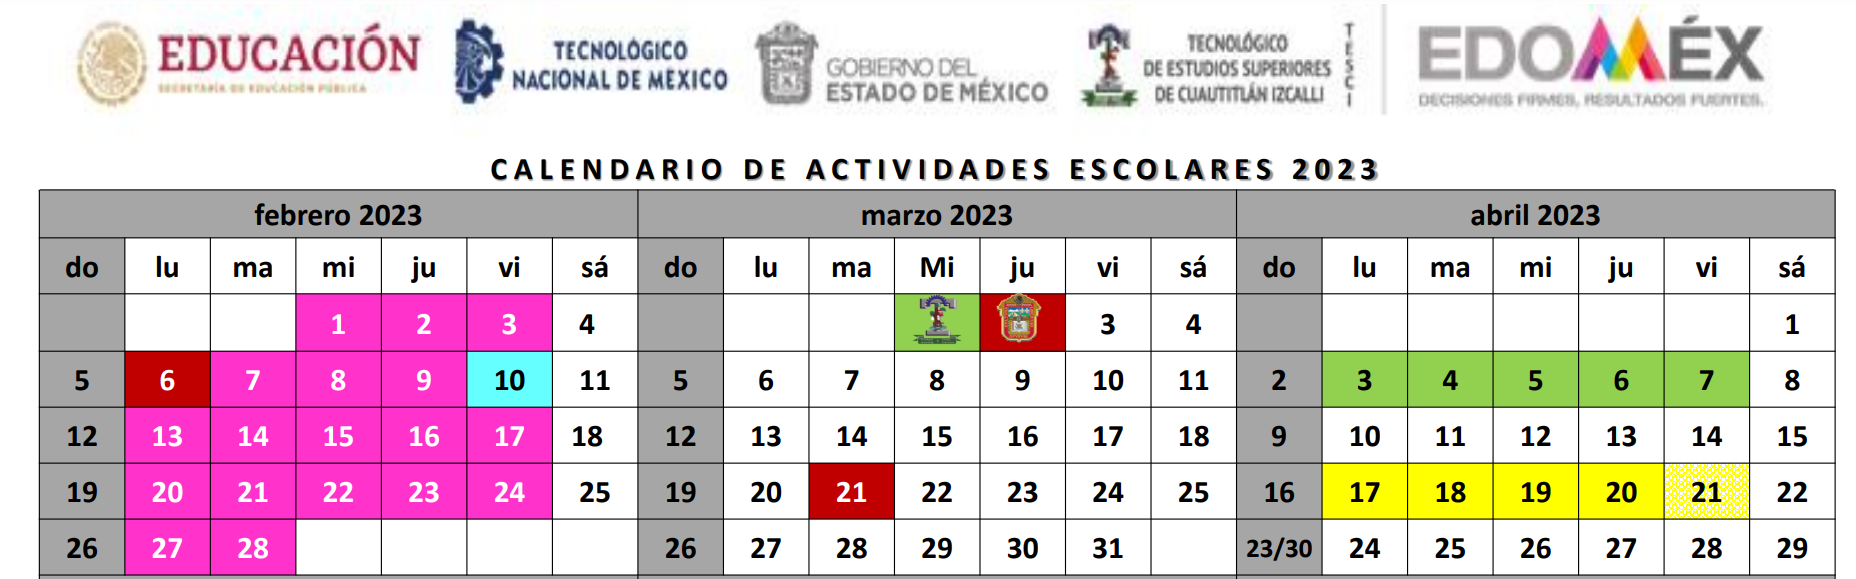 EDUCACIÓN
SECRETARÍA DE EDUCACIÓN PÚBLICA
TECNOLÓGICO
NACIONAL DE MÉXICO
GOBIERNO DEL
ESTADO DE MÉXICO
TECNOLÓGICO
DE ESTUDIOS SUPERIORES
DE CUAUTITLÁN IZCALLI
TESCI
EDOMÉX
DECISIONES FIRMES, RESULTADOS FUERTES.
CALENDARIO DE ACTIVIDADES ESCOLARES 2023
febrero 2023 marzo 2023 abril 2023
do lu ma mi ju vi sá do lu ma Mi ju vi sá do lu ma mi ju vi sá
1 2 3 4 3 4 1
5 6 7 8 9 10 11 5 6 7 8 9 10 11 2 3 4 5 6 7 8
12 13 14 15 16 17 18 12 13 14 15 16 17 18 9 10 11 12 13 14 15
19 20 21 22 23 24 25 19 20 21 22 23 24 25 16 17 18 19 20 21 22
26 27 28 26 27 28 29 30 31 23/30 24 25 26 27 28 29